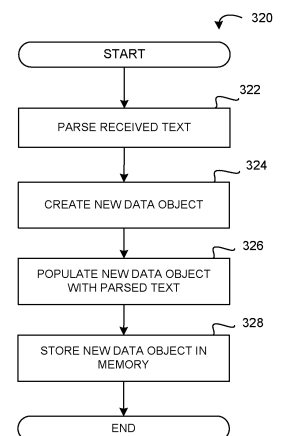 320
START
322
PARSE RECEIVED TEXT
324
CREATE NEW DATA OBJECT
326
POPULATE NEW DATA OBJECT
WITH PARSED TEXT
328
STORE NEW DATA OBJECT IN
MEMORY
END